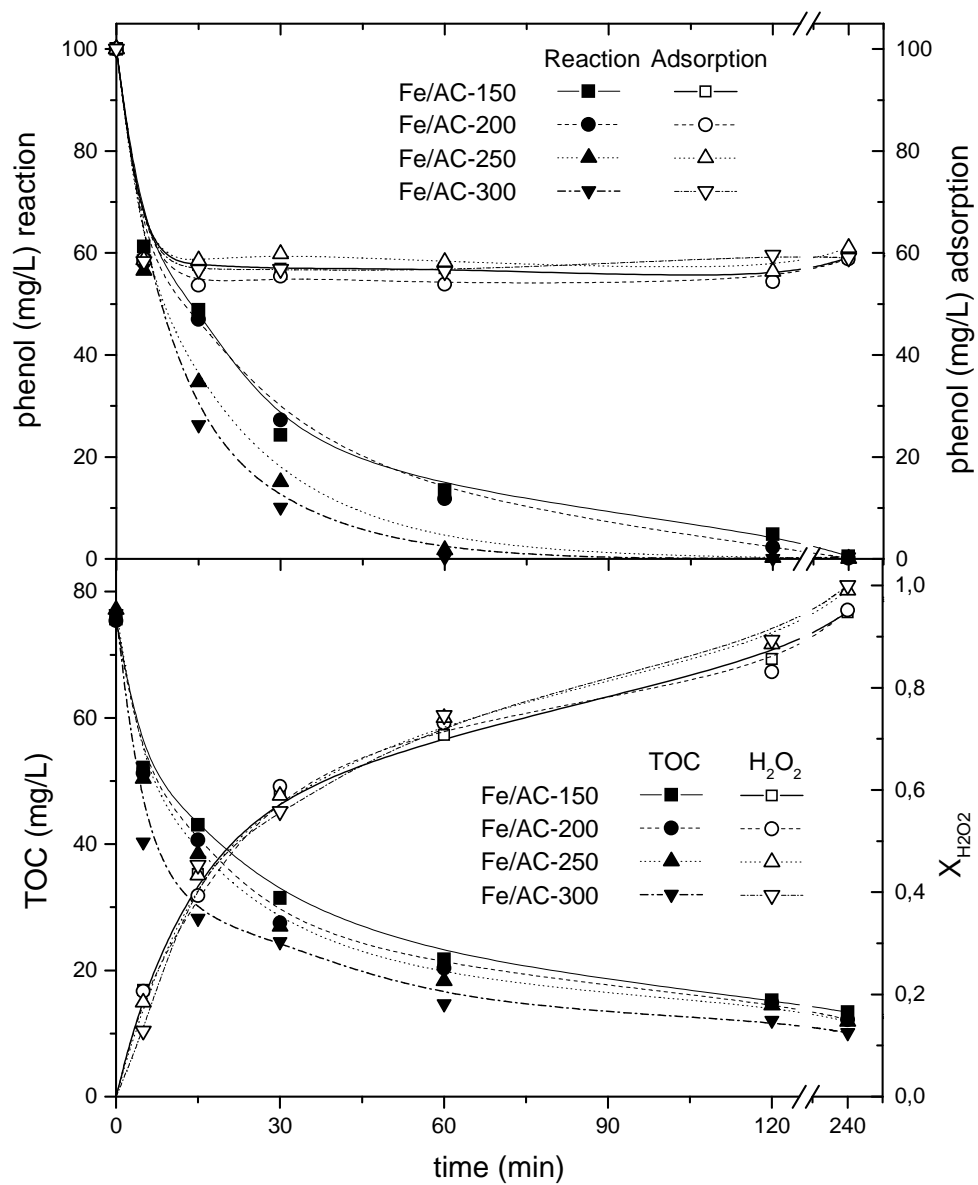 Reaction Adsorption
Fe/AC-150
Fe/AC-200
Fe/AC-250
Fe/AC-300
100
80
60
40
20
0
phenol (mg/L) reaction
100
80
60
40
20
0
phenol (mg/L) adsorption
80
60
40
20
0
TOC (mg/L)
TOC H₂O₂
Fe/AC-150
Fe/AC-200
Fe/AC-250
Fe/AC-300
1,0
0,8
0,6
0,4
0,2
0,0
X_H2O2
0 30 60 90 120 240
time (min)